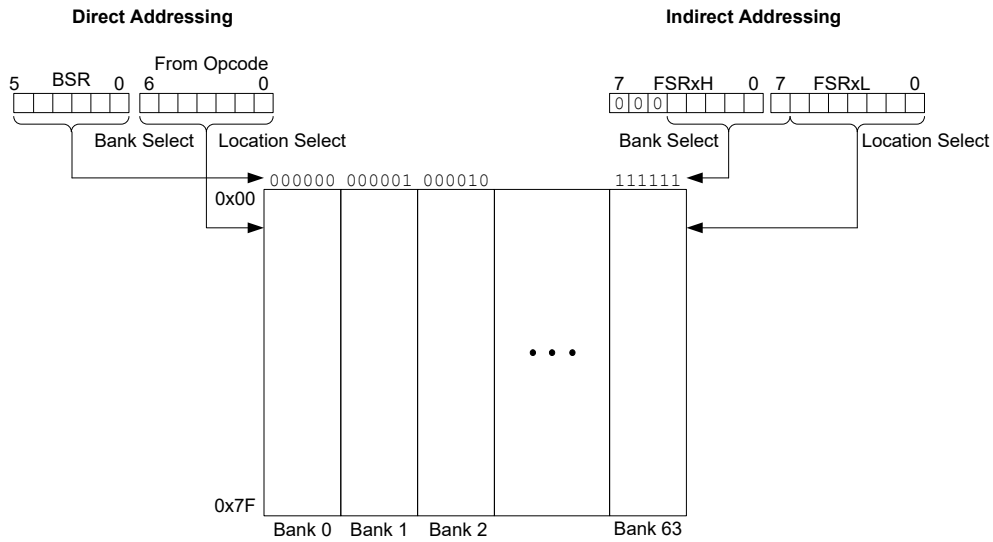 Direct Addressing
Indirect Addressing
From Opcode
5 BSR 0 6 0
7 FSRxH 0 7 FSRxL 0
0 0 0
Bank Select Location Select
Bank Select Location Select
000000 000001 000010 111111
0x00
0x7F
Bank 0 Bank 1 Bank 2 Bank 63